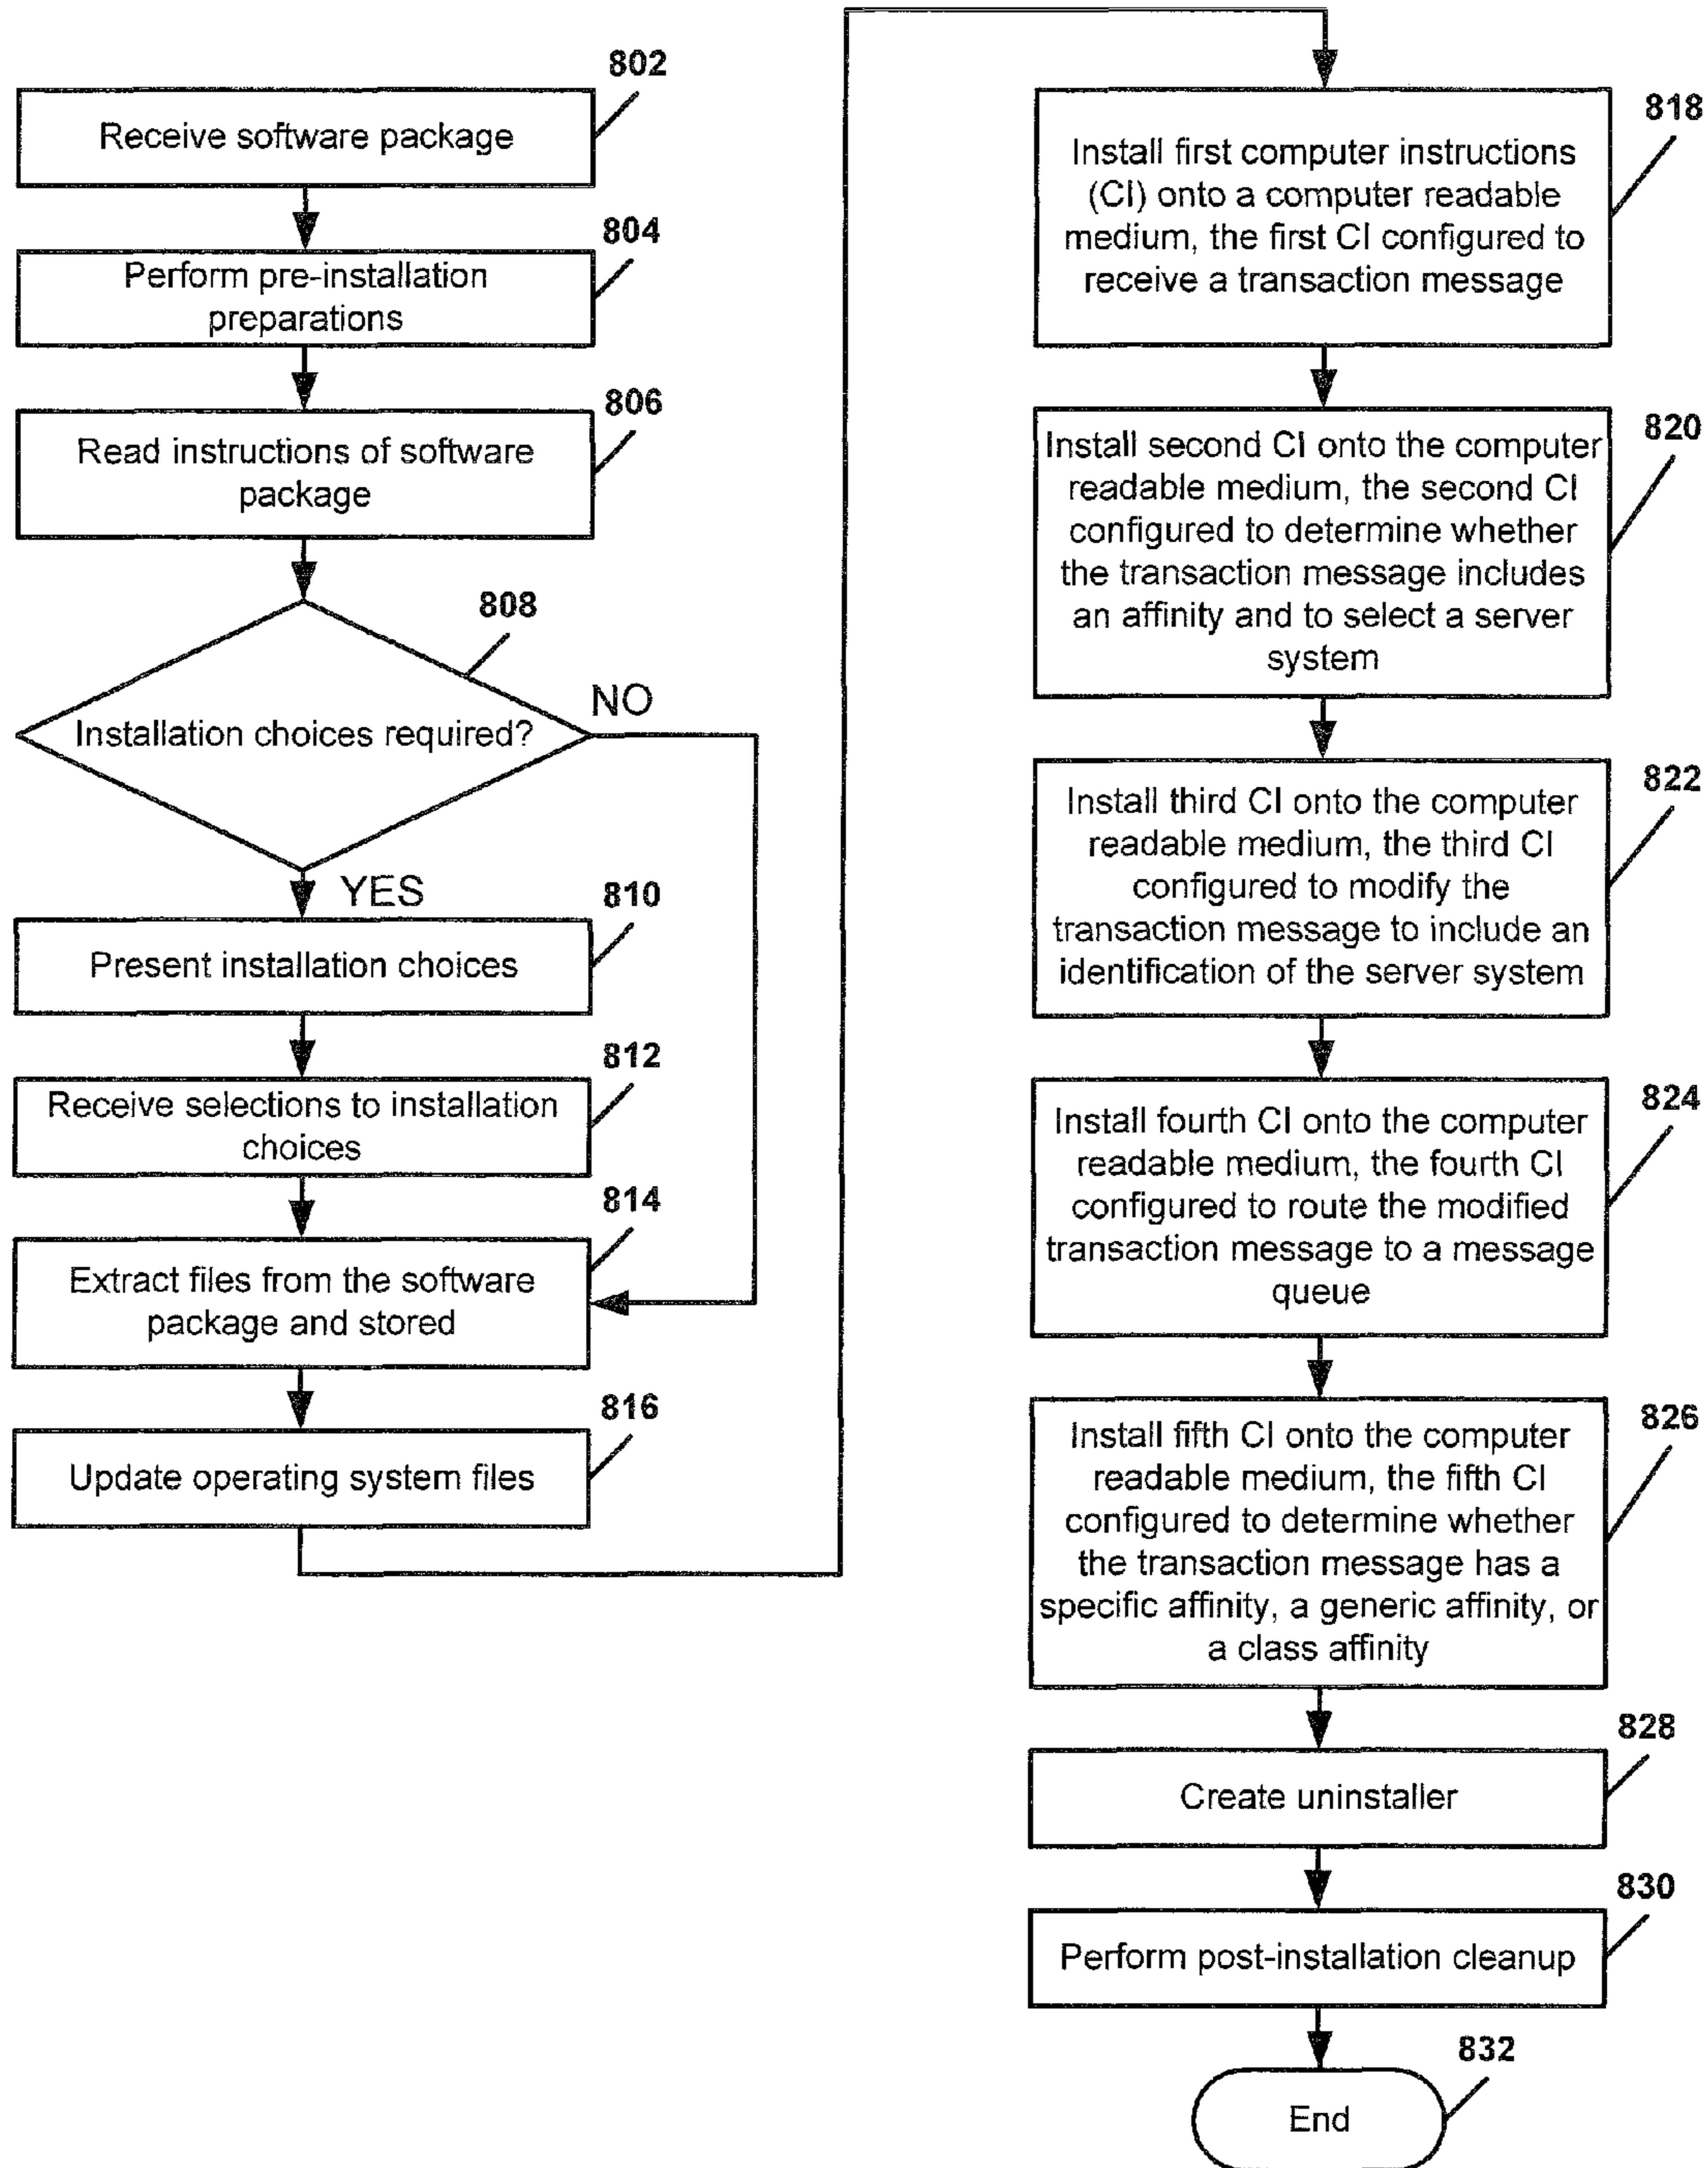 802
Receive software package
804
Perform pre-installation
preparations
806
Read instructions of software
package
808
Installation choices required?
NO
YES
810
Present installation choices
812
Receive selections to installation
choices
814
Extract files from the software
package and stored
816
Update operating system files
818
Install first computer instructions
(CI) onto a computer readable
medium, the first CI configured to
receive a transaction message
820
Install second CI onto the computer
readable medium, the second CI
configured to determine whether
the transaction message includes
an affinity and to select a server
system
822
Install third CI onto the computer
readable medium, the third CI
configured to modify the
transaction message to include an
identification of the server system
824
Install fourth CI onto the computer
readable medium, the fourth CI
configured to route the modified
transaction message to a message
queue
826
Install fifth CI onto the computer
readable medium, the fifth CI
configured to determine whether
the transaction message has a
specific affinity, a generic affinity, or
a class affinity
828
Create uninstaller
830
Perform post-installation cleanup
832
End